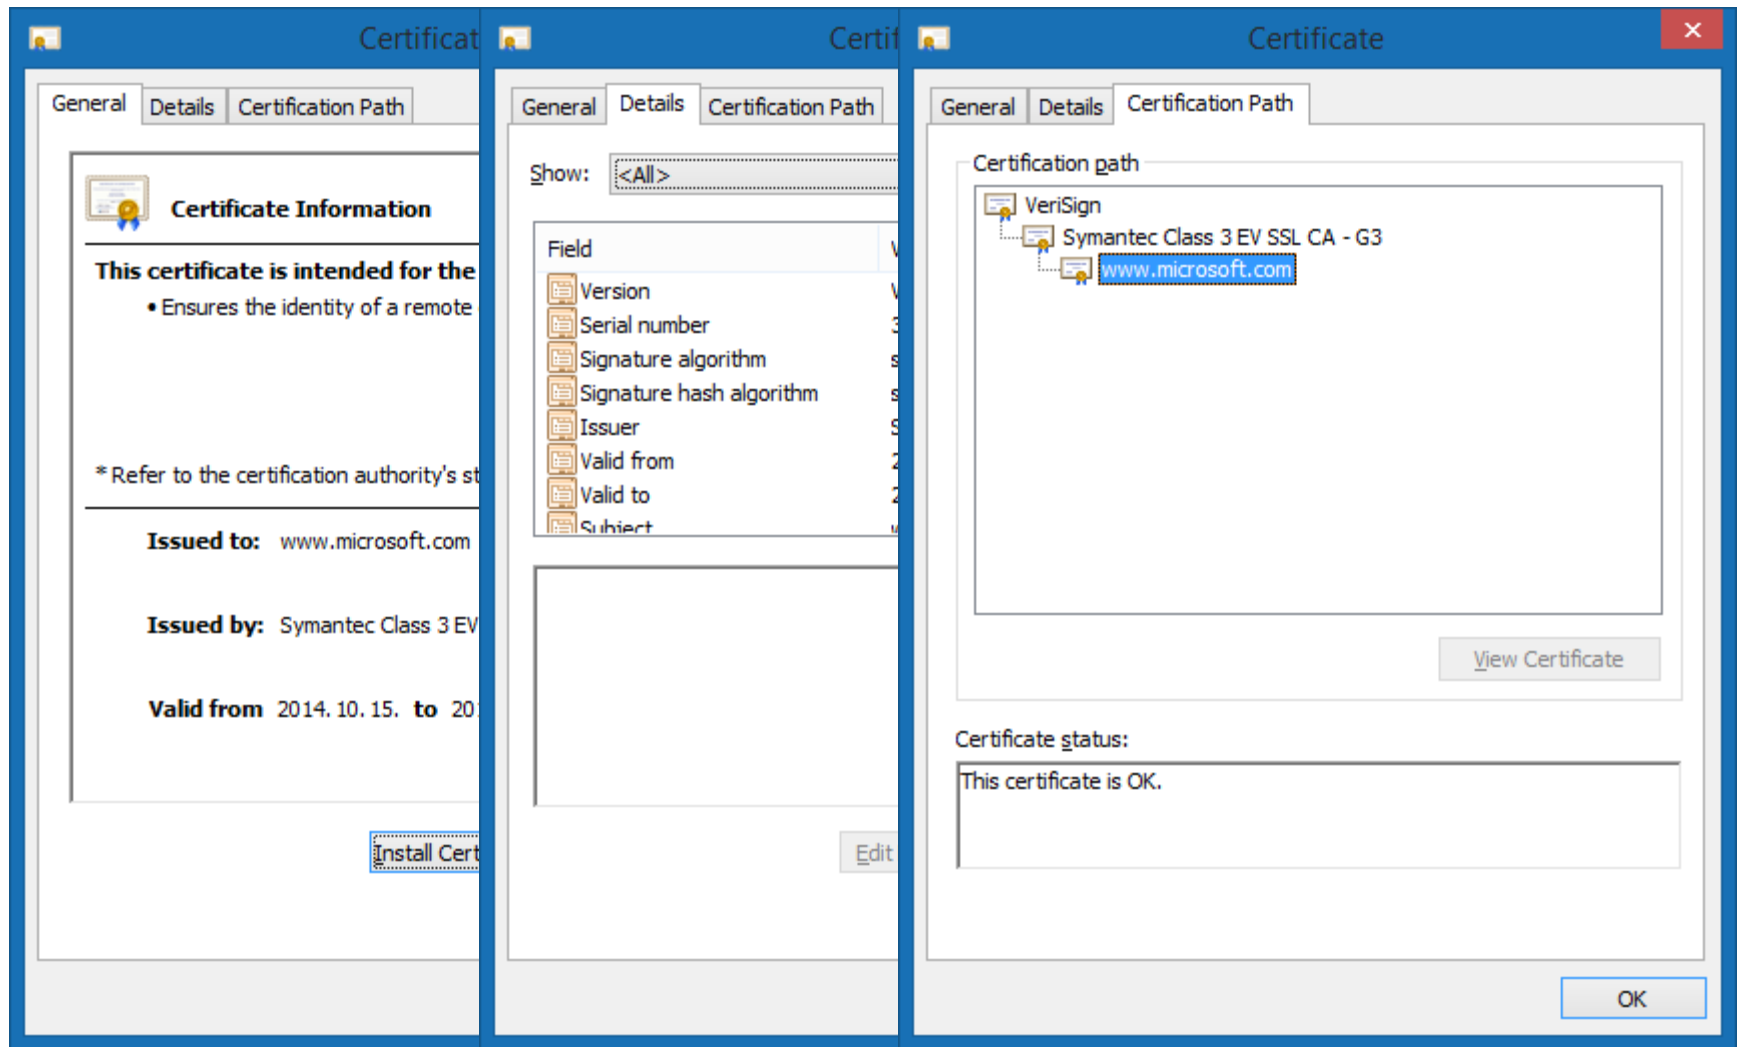 Certificat
General Details Certification Path
Certificate Information
This certificate is intended for the
• Ensures the identity of a remote
* Refer to the certification authority's st
Issued to: www.microsoft.com
Issued by: Symantec Class 3 EV
Valid from 2014. 10. 15. to 201
Install Cert
Certif
General Details Certification Path
Show: <All>
Field
Version
Serial number
Signature algorithm
Signature hash algorithm
Issuer
Valid from
Valid to
Subject
Edit
Certificate
General Details Certification Path
Certification path
VeriSign
Symantec Class 3 EV SSL CA - G3
www.microsoft.com
View Certificate
Certificate status:
This certificate is OK.
OK